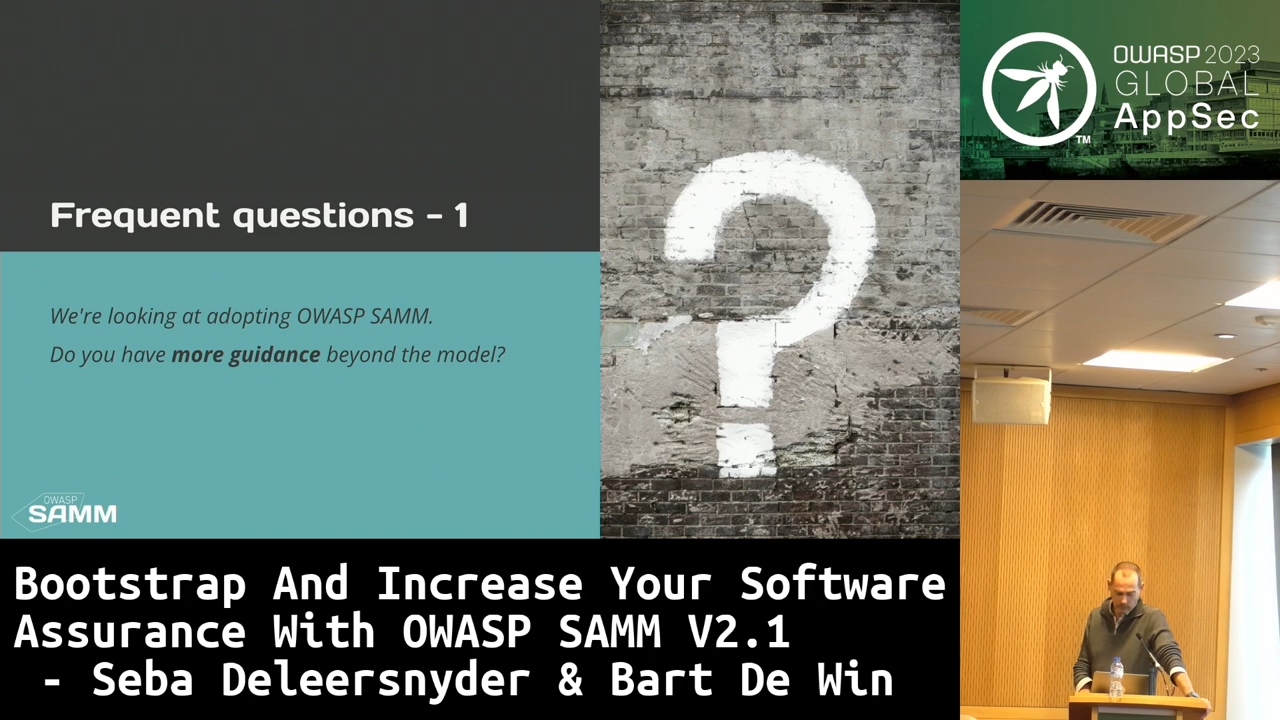 Frequent questions - 1
We're looking at adopting OWASP SAMM.
Do you have more guidance beyond the model?
OWASP
SAMM
OWASP 2023
GLOBAL
AppSec
TM
Bootstrap And Increase Your Software
Assurance With OWASP SAMM V2.1
- Seba Deleersnyder & Bart De Win